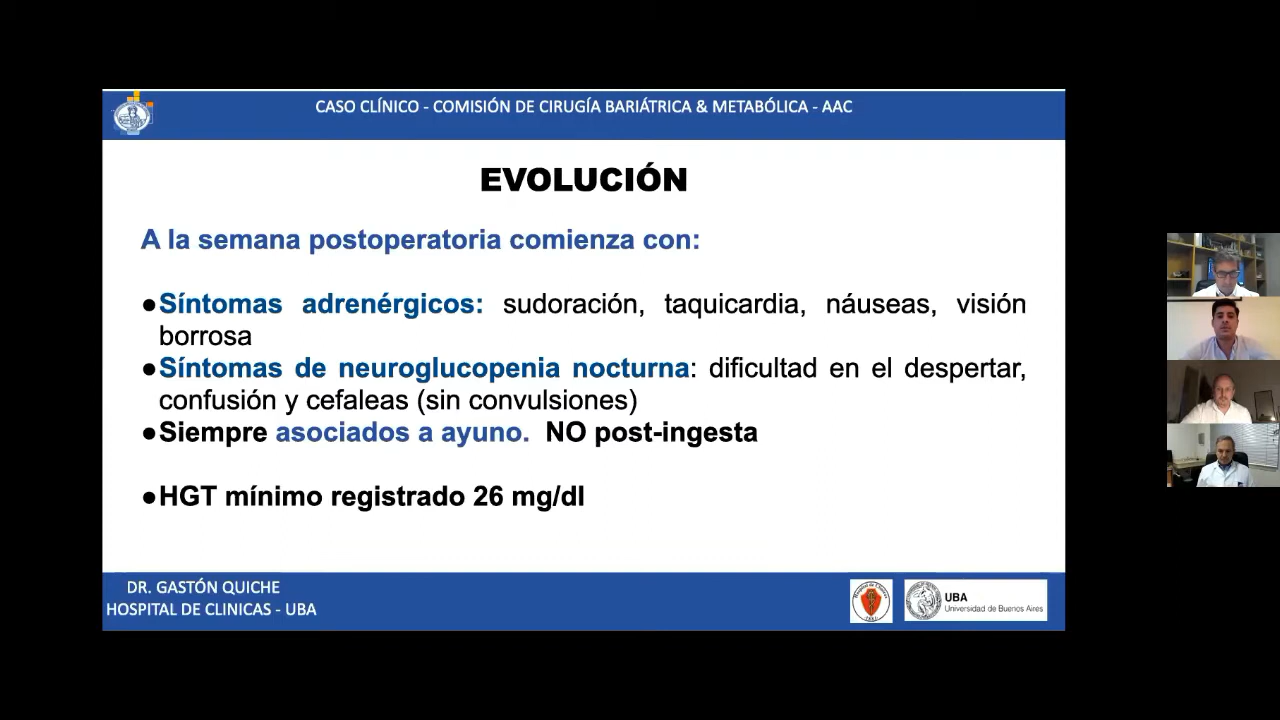 CASO CLÍNICO - COMISIÓN DE CIRUGÍA BARIÁTRICA & METABÓLICA - AAC
EVOLUCIÓN
A la semana postoperatoria comienza con:
●Síntomas adrenérgicos: sudoración, taquicardia, náuseas, visión
borrosa
●Síntomas de neuroglucopenia nocturna: dificultad en el despertar,
confusión y cefaleas (sin convulsiones)
●Siempre asociados a ayuno. NO post-ingesta
●HGT mínimo registrado 26 mg/dl
DR. GASTÓN QUICHE
HOSPITAL DE CLINICAS - UBA
UBA
Universidad de Buenos Aires